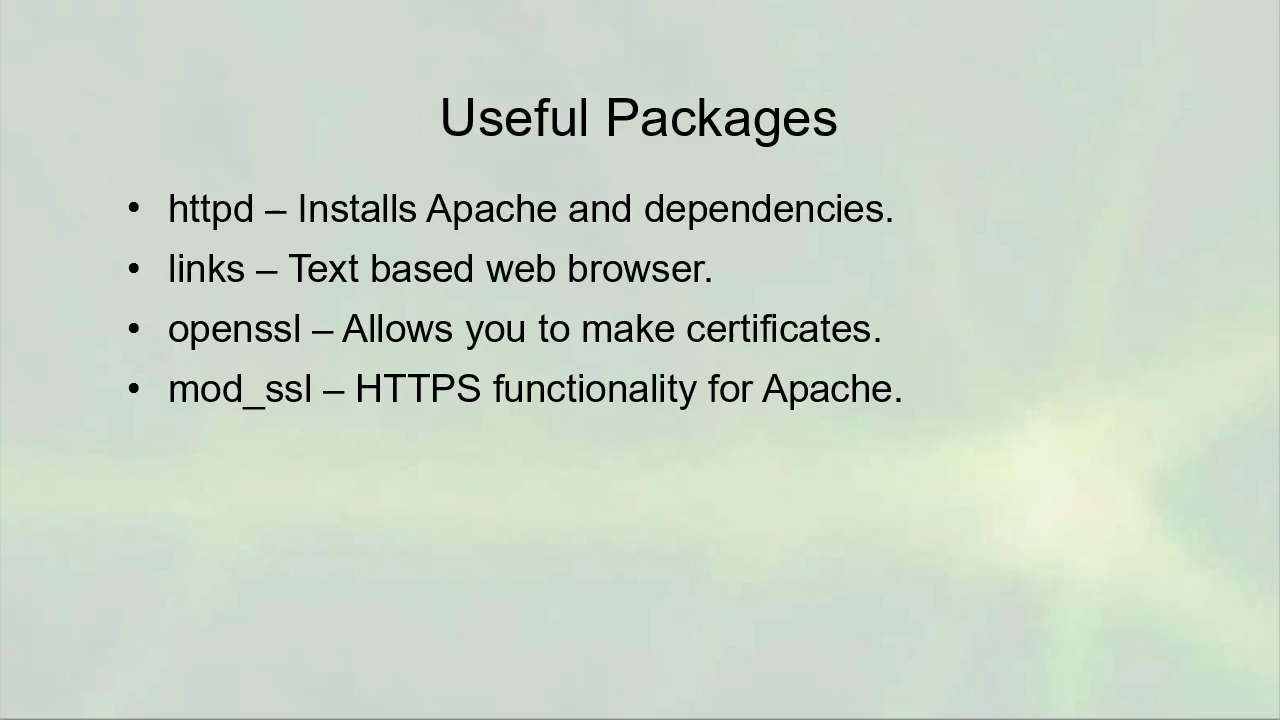 Useful Packages
• httpd – Installs Apache and dependencies.
• links – Text based web browser.
• openssl – Allows you to make certificates.
• mod_ssl – HTTPS functionality for Apache.